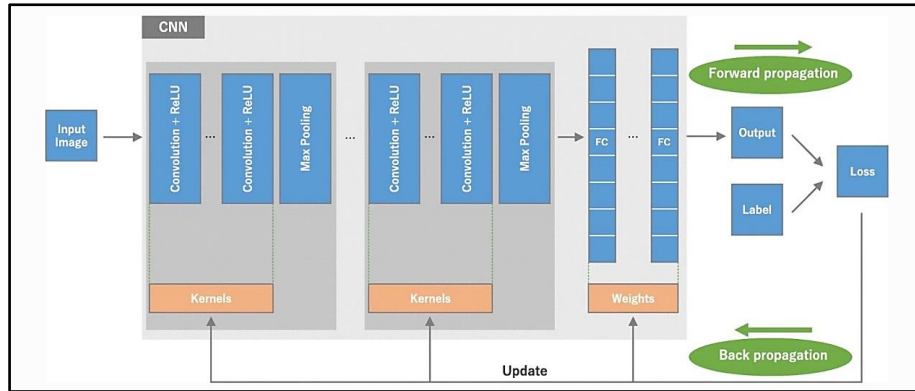 CNN
Forward propagation
Input
Image
Convolution + ReLU
...
Convolution + ReLU
Max Pooling
...
Convolution + ReLU
...
Convolution + ReLU
Max Pooling
...
FC
...
FC
Output
Label
Loss
Kernels
Kernels
Weights
Back propagation
Update